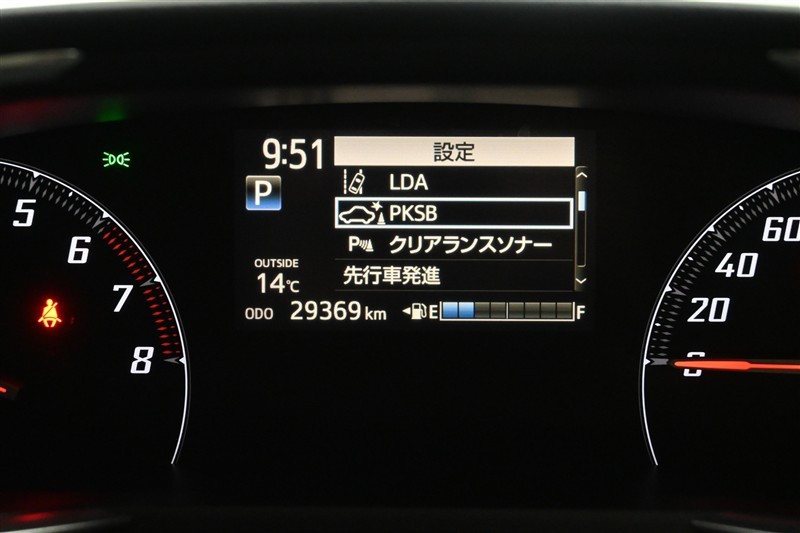 9:51
設定
P
LDA
PKSB
P クリアランスソナー
先行車発進
OUTSIDE
14℃
ODO 29369 km
E F
5
6
7
8
60
40
20
0